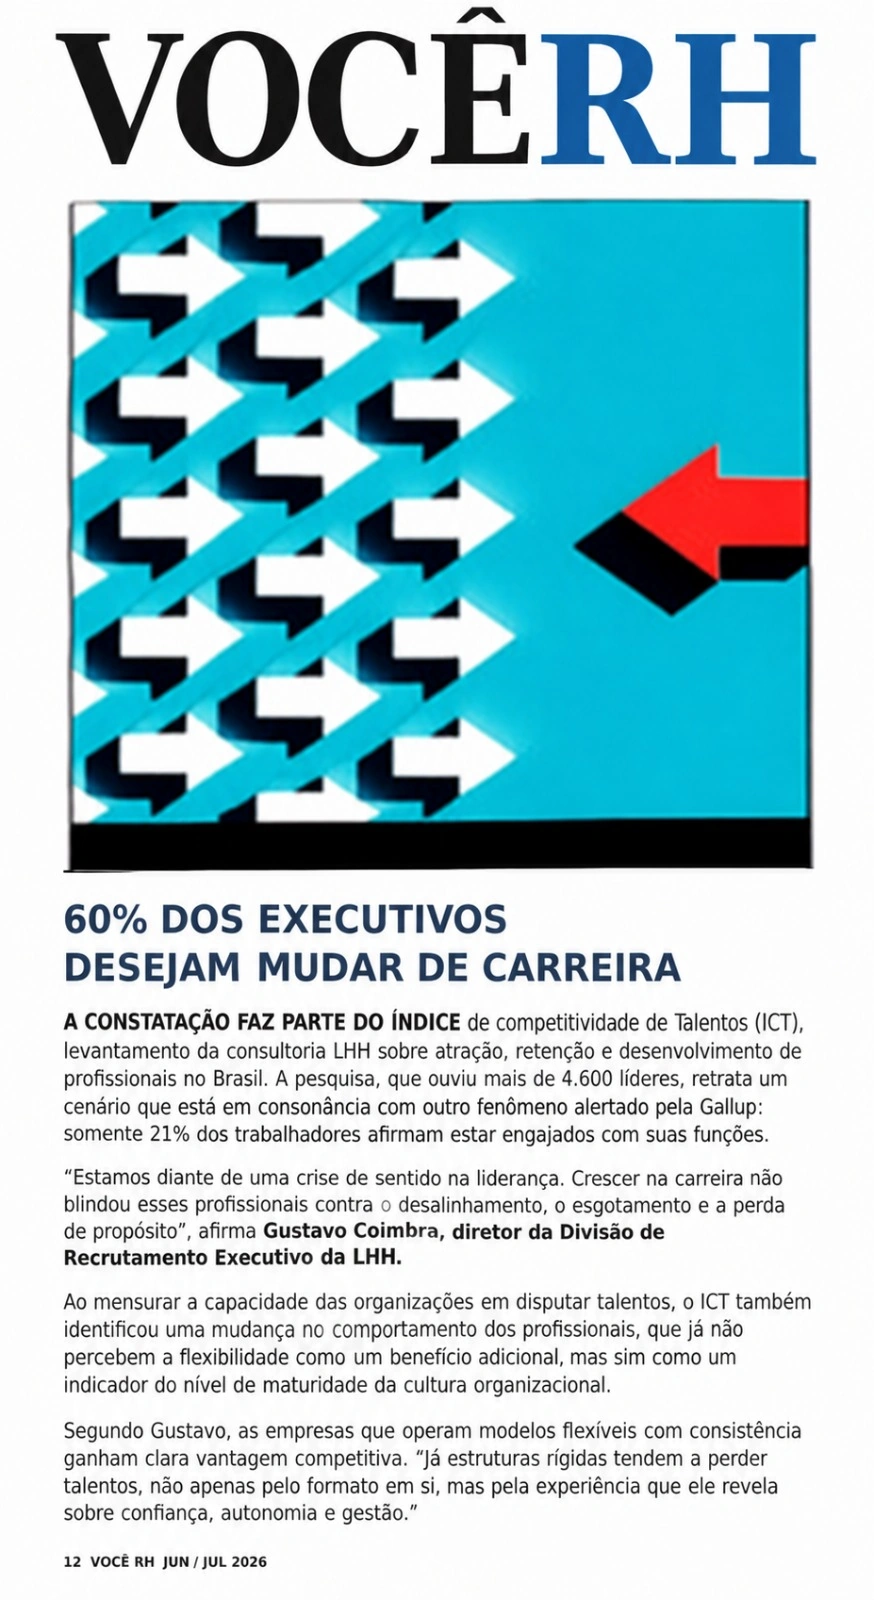 VOCÊRH
60% DOS EXECUTIVOS
DESEJAM MUDAR DE CARREIRA
A CONSTATAÇÃO FAZ PARTE DO ÍNDICE de competitividade de Talentos (ICT),
levantamento da consultoria LHH sobre atração, retenção e desenvolvimento de
profissionais no Brasil. A pesquisa, que ouviu mais de 4.600 líderes, retrata um
cenário que está em consonância com outro fenômeno alertado pela Gallup:
somente 21% dos trabalhadores afirmam estar engajados com suas funções.
“Estamos diante de uma crise de sentido na liderança. Crescer na carreira não
blindou esses profissionais contra o desalinhamento, o esgotamento e a perda
de propósito”, afirma Gustavo Coimbra, diretor da Divisão de
Recrutamento Executivo da LHH.
Ao mensurar a capacidade das organizações em disputar talentos, o ICT também
identificou uma mudança no comportamento dos profissionais, que já não
percebem a flexibilidade como um benefício adicional, mas sim como um
indicador do nível de maturidade da cultura organizacional.
Segundo Gustavo, as empresas que operam modelos flexíveis com consistência
ganham clara vantagem competitiva. “Já estruturas rígidas tendem a perder
talentos, não apenas pelo formato em si, mas pela experiência que ele revela
sobre confiança, autonomia e gestão.”
12 VOCÊ RH JUN / JUL 2026